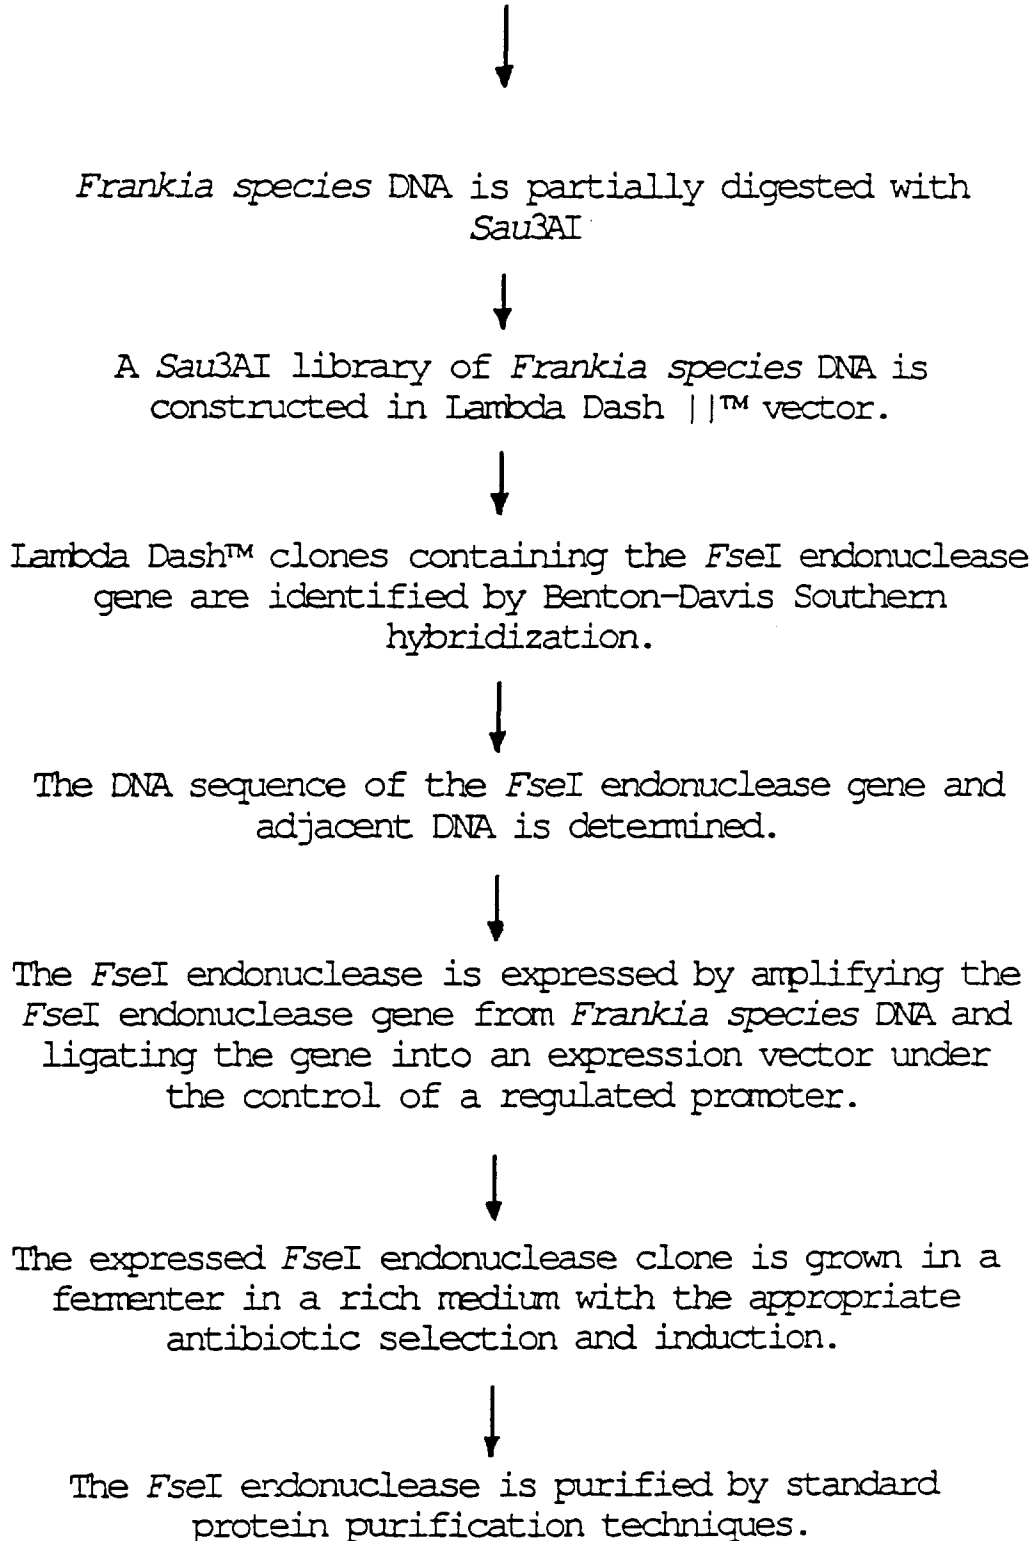 Frankia species DNA is partially digested with
Sau3AI
A Sau3AI library of Frankia species DNA is
constructed in Lambda Dash ||™ vector.
Lambda Dash™ clones containing the FseI endonuclease
gene are identified by Benton-Davis Southern
hybridization.
The DNA sequence of the FseI endonuclease gene and
adjacent DNA is determined.
The FseI endonuclease is expressed by amplifying the
FseI endonuclease gene from Frankia species DNA and
ligating the gene into an expression vector under
the control of a regulated promoter.
The expressed FseI endonuclease clone is grown in a
fermenter in a rich medium with the appropriate
antibiotic selection and induction.
The FseI endonuclease is purified by standard
protein purification techniques.